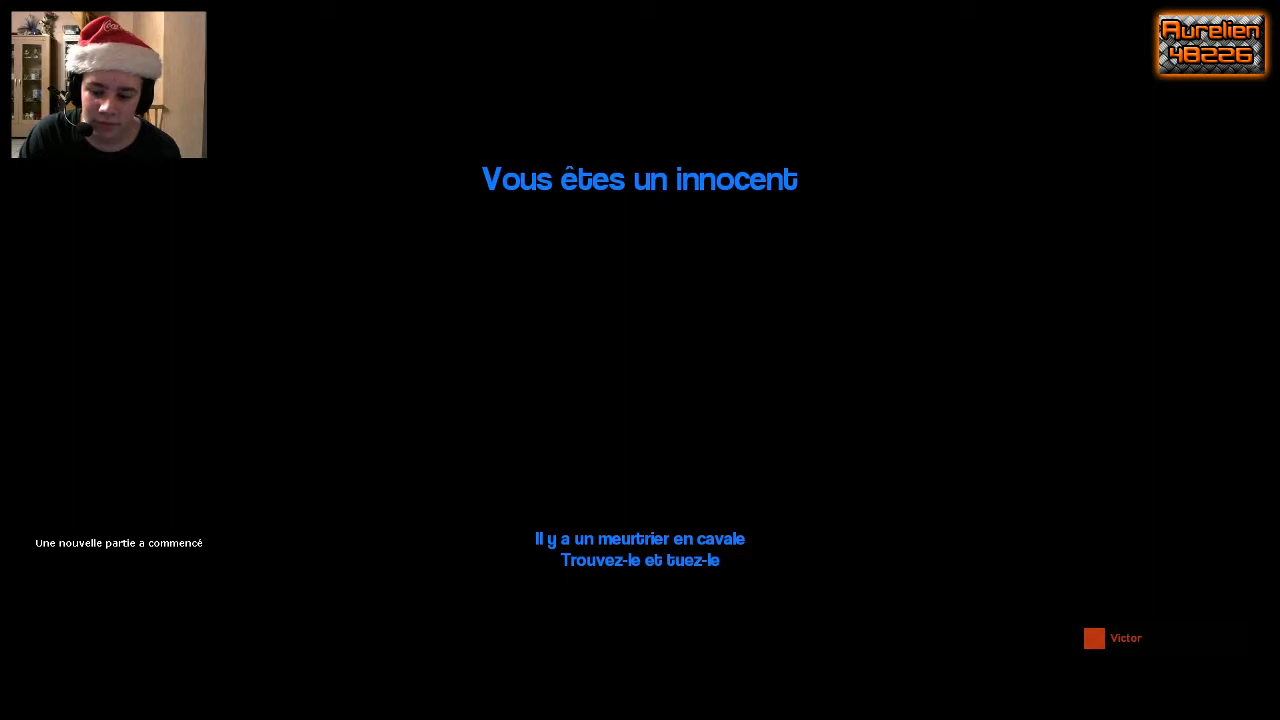 Aurelien
48226
Vous êtes un innocent
Une nouvelle partie a commencé
Il y a un meurtrier en cavale
Trouvez-le et tuez-le
Victor